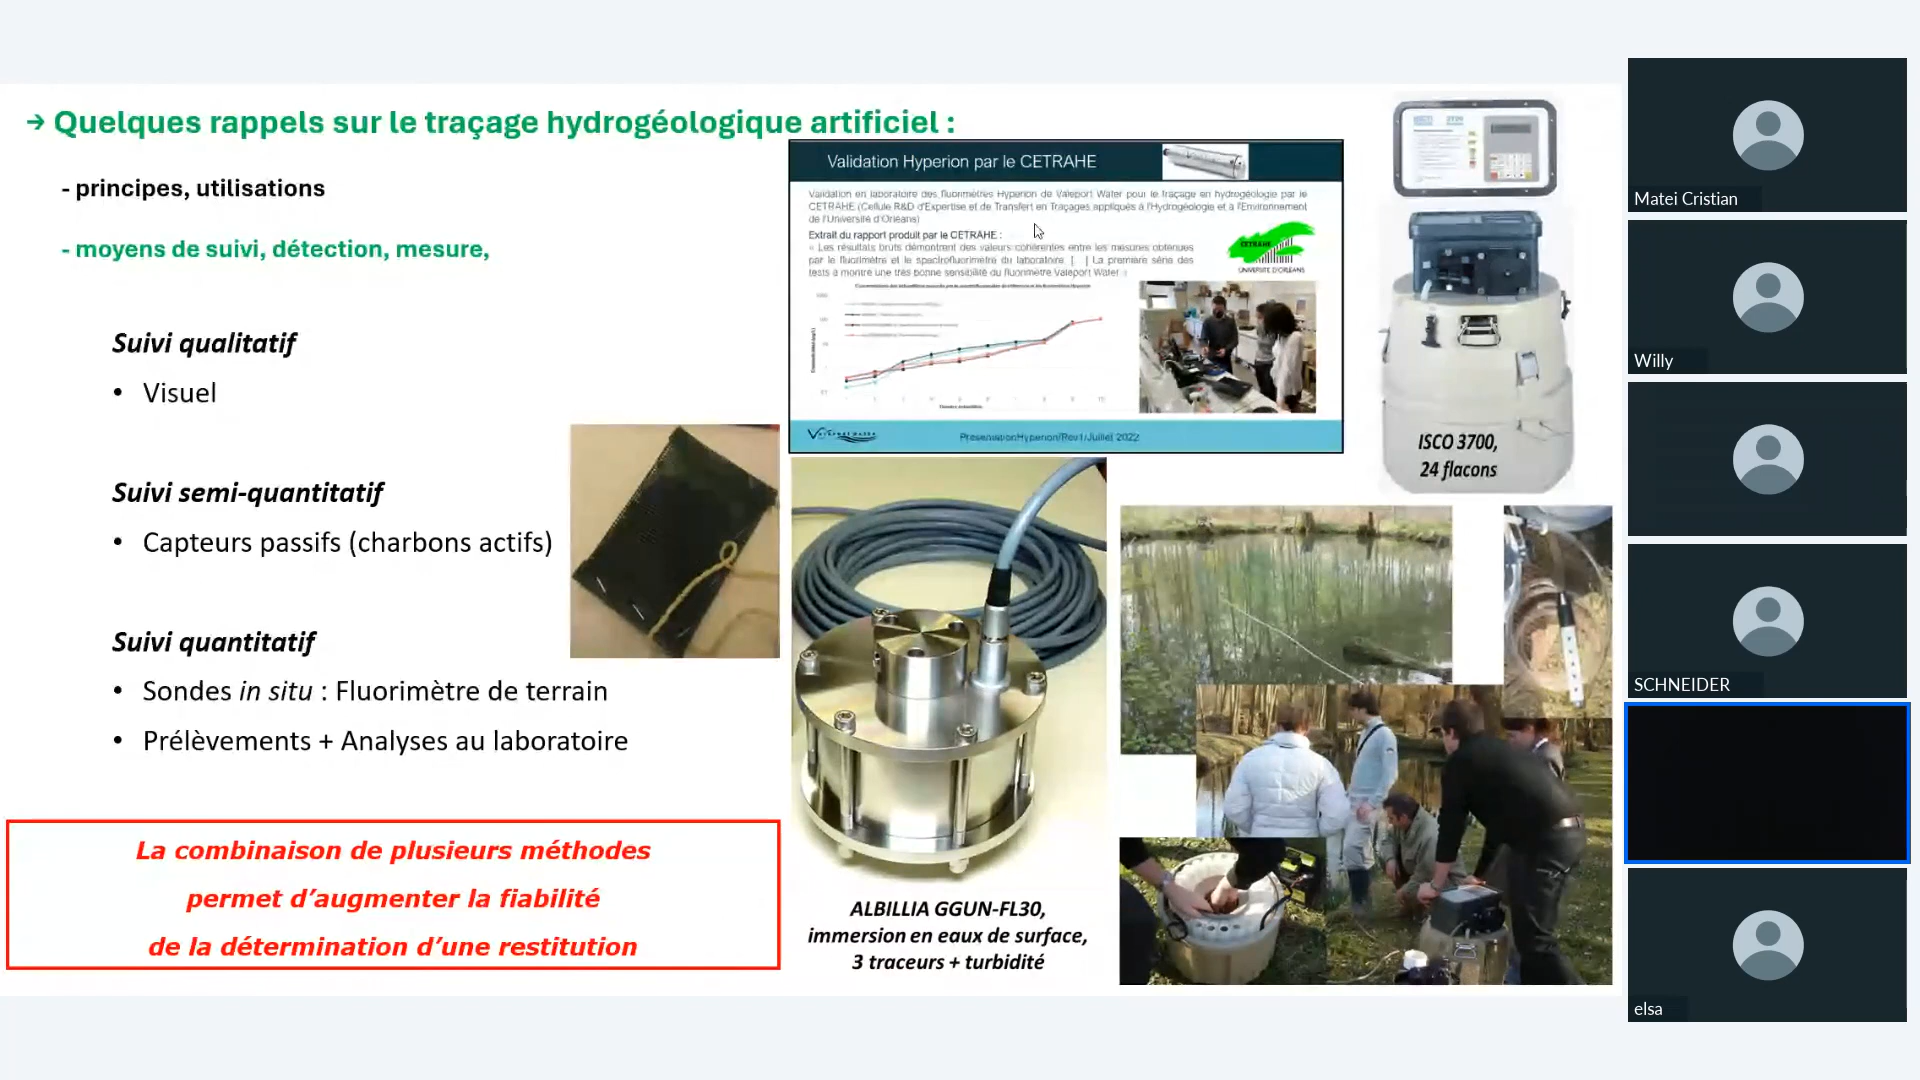 → Quelques rappels sur le traçage hydrogéologique artificiel :
- principes, utilisations
- moyens de suivi, détection, mesure,
Suivi qualitatif
• Visuel
Suivi semi-quantitatif
• Capteurs passifs (charbons actifs)
Suivi quantitatif
• Sondes in situ : Fluorimètre de terrain
• Prélèvements + Analyses au laboratoire
La combinaison de plusieurs méthodes
permet d’augmenter la fiabilité
de la détermination d’une restitution
Validation Hyperion par le CETRAHE
Validation en laboratoire des fluorimètres Hyperion de Valeport Water pour le traçage en hydrogéologie par le
CETRAHE (Cellule R&D d'Expertise et de Transfert en Traçages appliqués à l'Hydrogéologie et à l'Environnement
de l'Université d'Orléans)
Extrait du rapport produit par le CETRAHE :
« Les résultats bruts démontrent des valeurs cohérentes entre les mesures obtenues
par le fluorimètre et le spectrofluorimètre du laboratoire [...] La première série des
tests a montré une très bonne sensibilité du fluorimètre Valeport Water »
CETRAHE
UNIVERSITE D'ORLEANS
PresentationHyperion/Rev1/Juillet 2022
ISCO 3700,
24 flacons
ALBILLIA GGUN-FL30,
immersion en eaux de surface,
3 traceurs + turbidité
Matei Cristian
Willy
SCHNEIDER
elsa